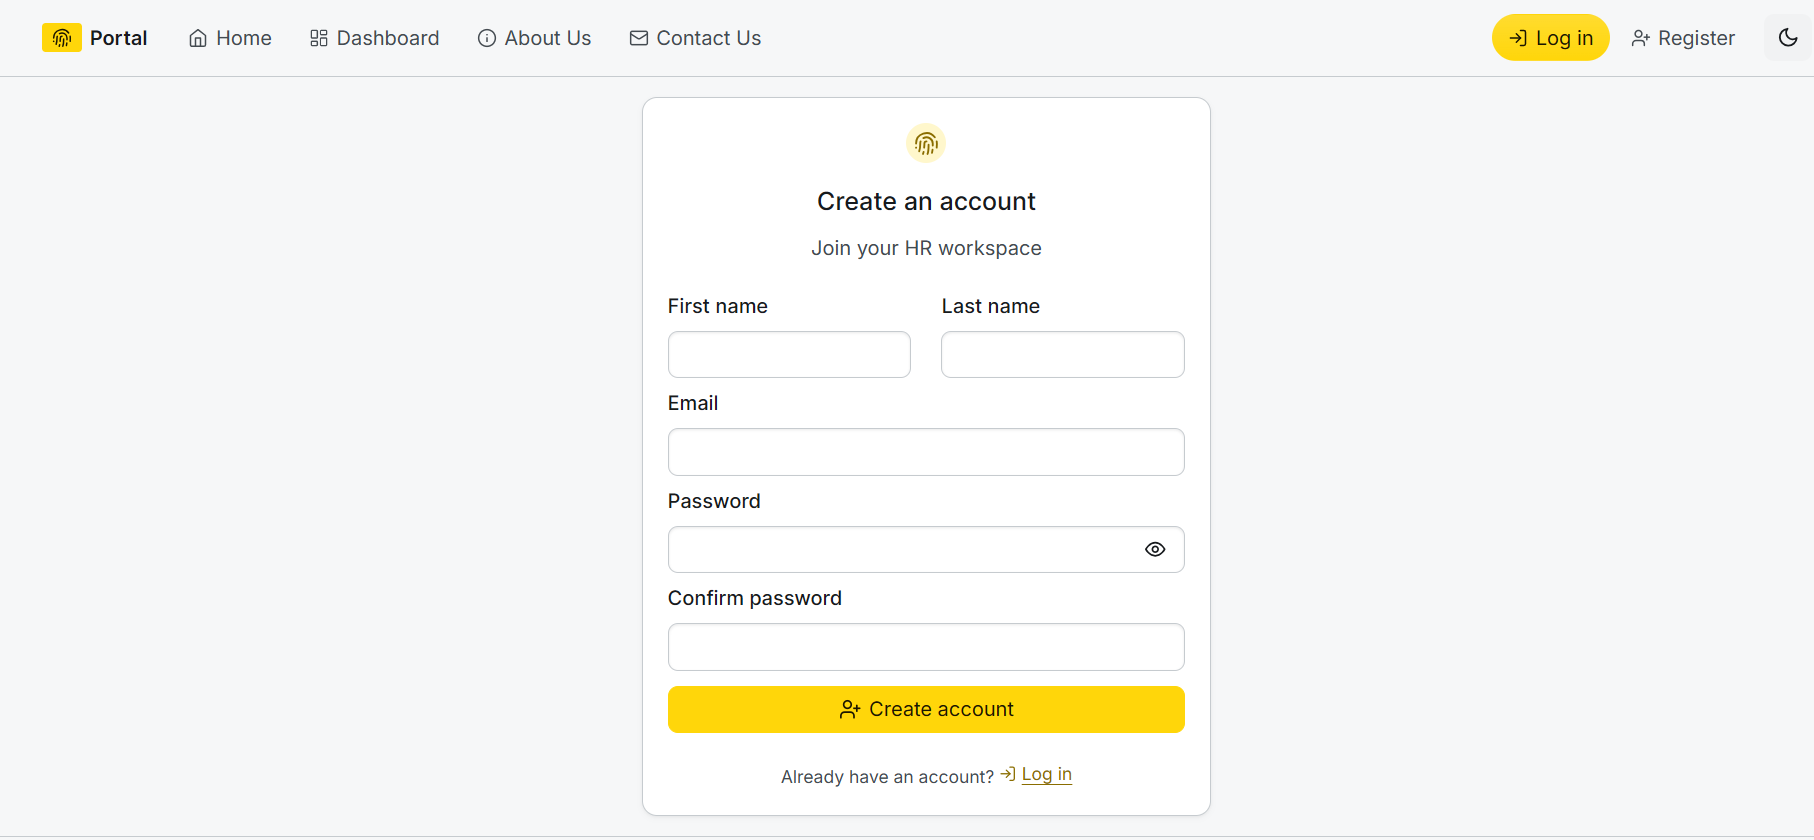 Portal Home Dashboard About Us Contact Us Log in Register
Create an account
Join your HR workspace
First name Last name
Email
Password
Confirm password
Create account
Already have an account? Log in